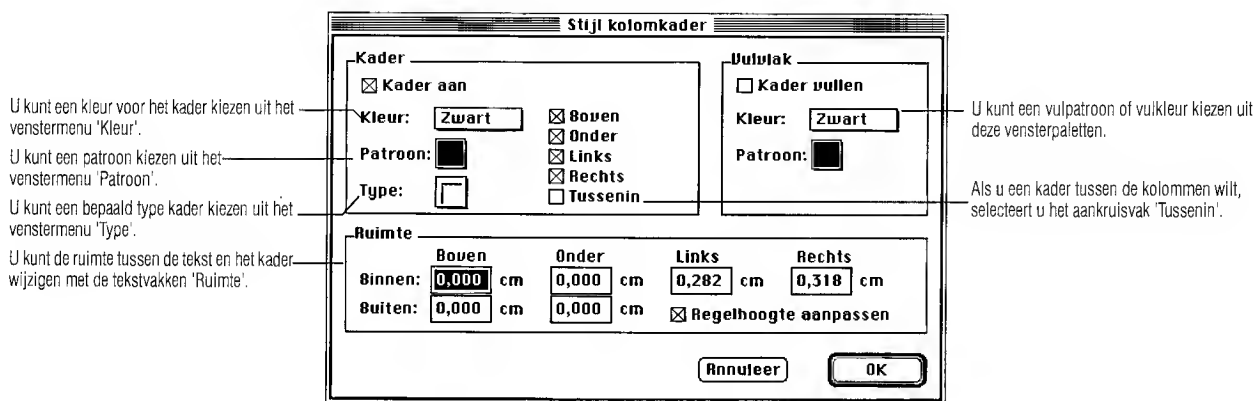 Stijl kolomkader
Kader
Kader aan
Kleur: Zwart
Patroon:
Type:
Boven
Onder
Links
Rechts
Tussenin
Vulvlak
Kader vullen
Kleur: Zwart
Patroon:
Ruimte
Boven Onder Links Rechts
Binnen: 0,000 cm 0,000 cm 0,282 cm 0,318 cm
Buiten: 0,000 cm 0,000 cm Regelhoogte aanpassen
Annuleer OK
U kunt een kleur voor het kader kiezen uit het
venstermenu 'Kleur'.
U kunt een patroon kiezen uit het
venstermenu 'Patroon'.
U kunt een bepaald type kader kiezen uit het
venstermenu 'Type'.
U kunt de ruimte tussen de tekst en het kader
wijzigen met de tekstvakken 'Ruimte'.
U kunt een vulpatroon of vulkleur kiezen uit
deze vensterpaletten.
Als u een kader tussen de kolommen wilt,
selecteert u het aankruisvak 'Tussenin'.